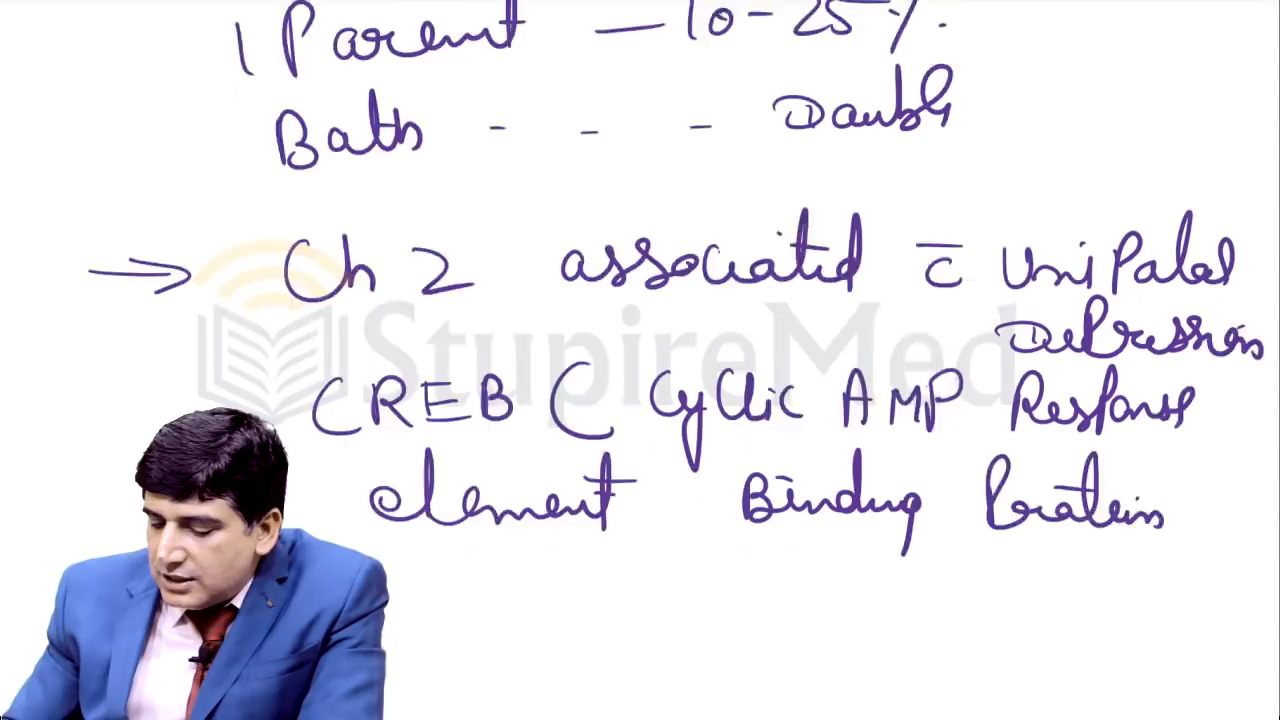 1 Parent — 10-25%.
Both - - - Double
→ Ch 2 associated c̄ Unipolar
Depression
StupireMed
CREB ( Cyclic AMP Response
element Binding Protein